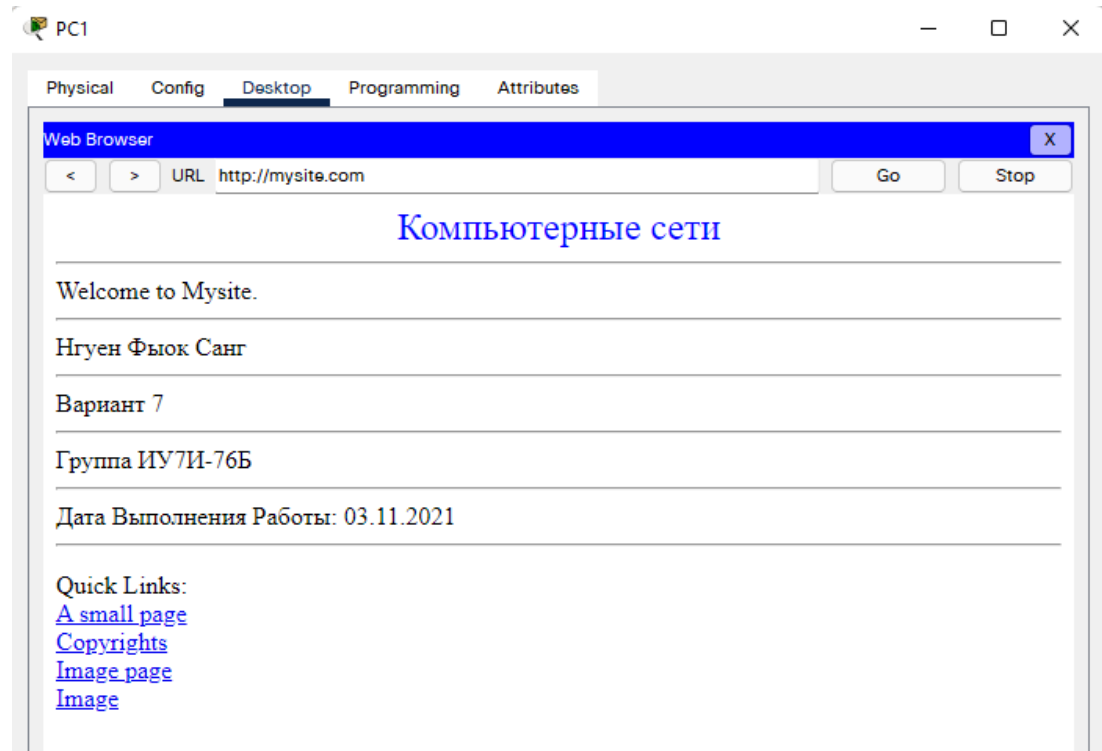 PC1
Physical Config Desktop Programming Attributes
Web Browser X
< > URL http://mysite.com Go Stop
Компьютерные сети
Welcome to Mysite.
Нгуен Фыок Санг
Вариант 7
Группа ИУ7И-76Б
Дата Выполнения Работы: 03.11.2021
Quick Links:
A small page
Copyrights
Image page
Image